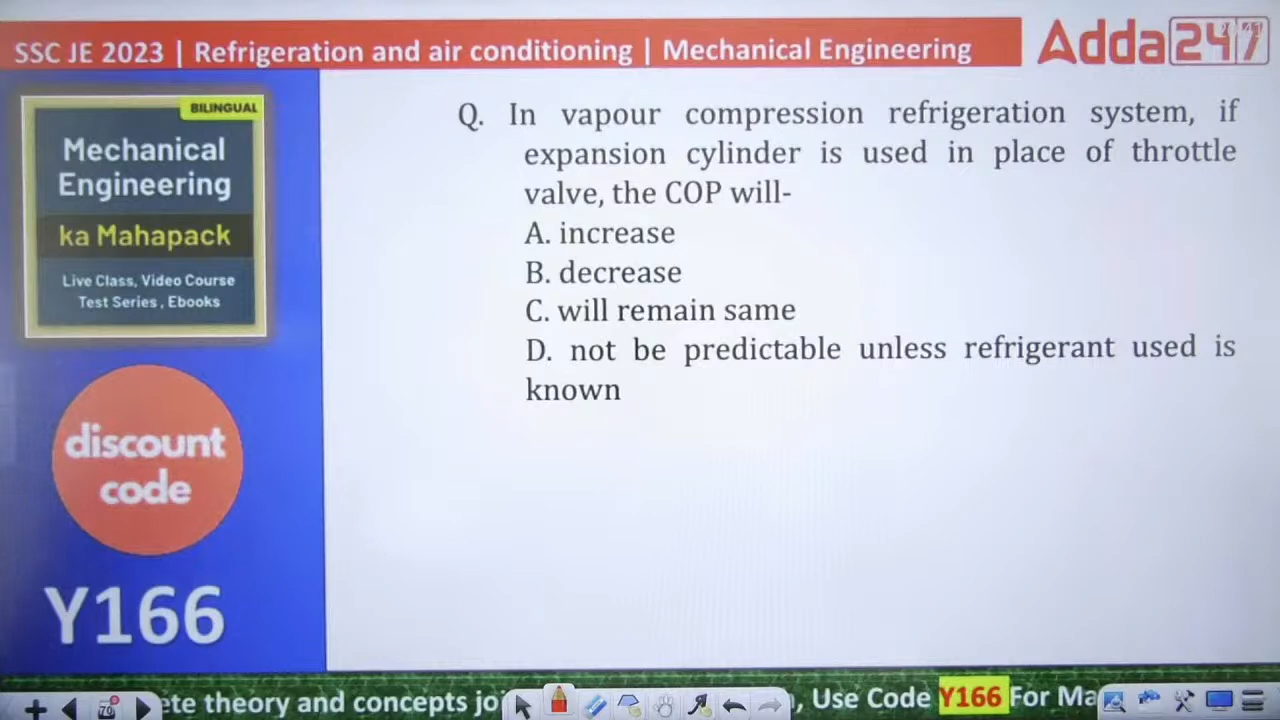 SSC JE 2023 | Refrigeration and air conditioning | Mechanical Engineering
Adda247
BILINGUAL
Mechanical
Engineering
ka Mahapack
Live Class, Video Course
Test Series , Ebooks
discount
code
Y166
Q. In vapour compression refrigeration system, if
expansion cylinder is used in place of throttle
valve, the COP will-
A. increase
B. decrease
C. will remain same
D. not be predictable unless refrigerant used is
known
ete theory and concepts joi
, Use Code Y166 For Ma